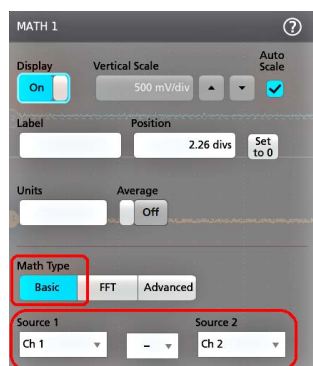 MATH 1
Display Vertical Scale Auto Scale
On 500 mV/div
Label Position
2.26 divs Set to 0
Units Average
Off
Math Type
Basic FFT Advanced
Source 1 Source 2
Ch 1 - Ch 2